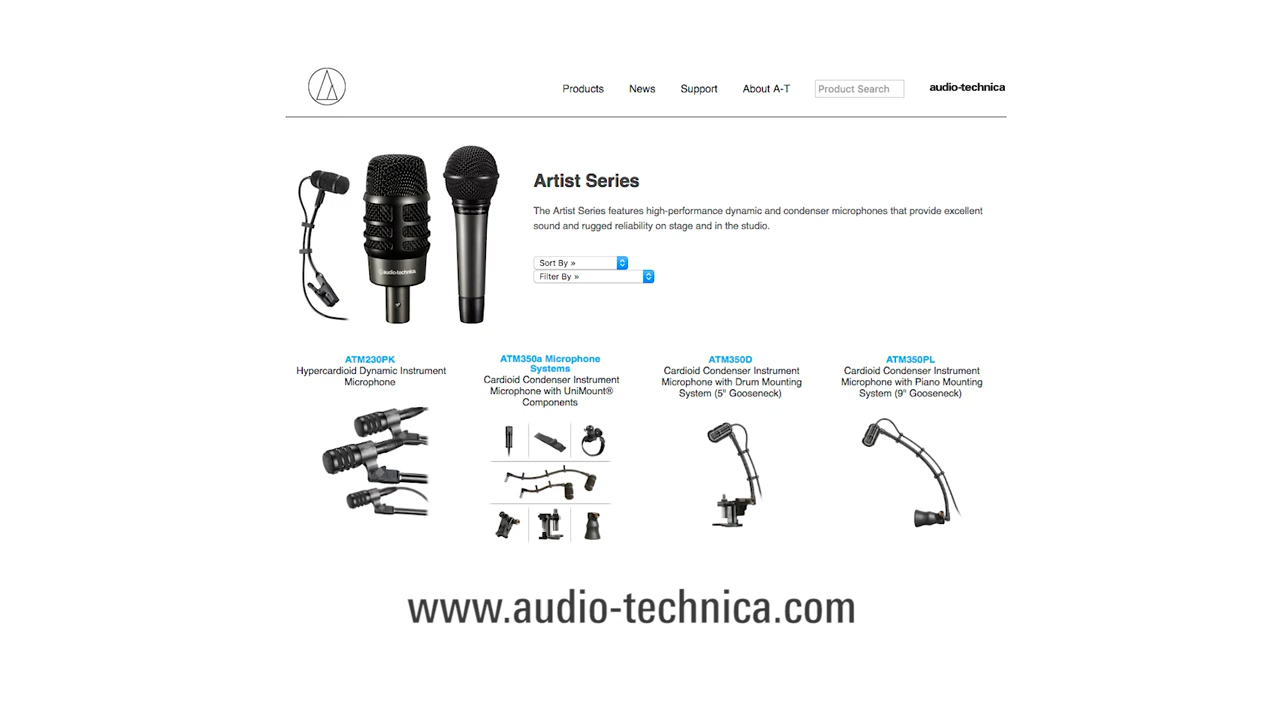 Products News Support About A-T Product Search audio-technica
Artist Series
The Artist Series features high-performance dynamic and condenser microphones that provide excellent
sound and rugged reliability on stage and in the studio.
Sort By »
Filter By »
audio-technica
ATM230PK
Hypercardioid Dynamic Instrument
Microphone
ATM350a Microphone
Systems
Cardioid Condenser Instrument
Microphone with UniMount®
Components
ATM350D
Cardioid Condenser Instrument
Microphone with Drum Mounting
System (5" Gooseneck)
ATM350PL
Cardioid Condenser Instrument
Microphone with Piano Mounting
System (9" Gooseneck)
www.audio-technica.com